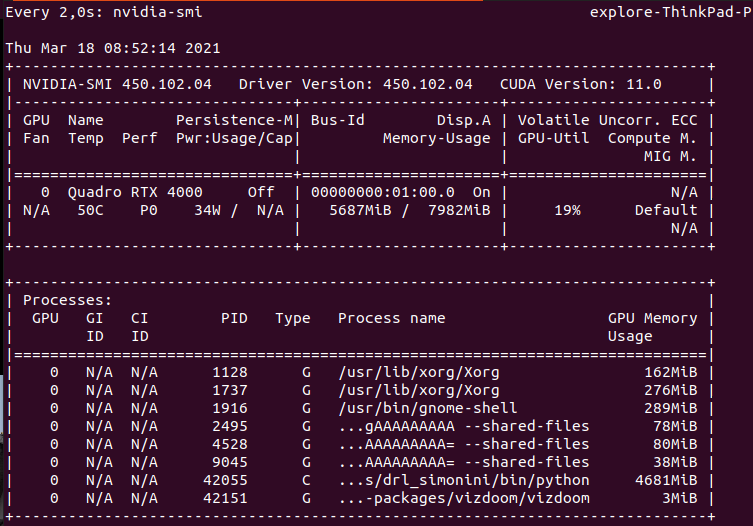 Every 2,0s: nvidia-smi                                                    explore-ThinkPad-P

Thu Mar 18 08:52:14 2021
+-----------------------------------------------------------------------------+
| NVIDIA-SMI 450.102.04   Driver Version: 450.102.04   CUDA Version: 11.0     |
|-------------------------------+----------------------+----------------------+
| GPU  Name        Persistence-M| Bus-Id        Disp.A | Volatile Uncorr. ECC |
| Fan  Temp  Perf  Pwr:Usage/Cap|         Memory-Usage | GPU-Util  Compute M. |
|                               |                      |               MIG M. |
|===============================+======================+======================|
|   0  Quadro RTX 4000     Off  | 00000000:01:00.0  On |                  N/A |
| N/A   50C    P0    34W /  N/A |   5687MiB /  7982MiB |     19%      Default |
|                               |                      |                  N/A |
+-------------------------------+----------------------+----------------------+

+-----------------------------------------------------------------------------+
| Processes:                                                                  |
|  GPU   GI   CI        PID   Type   Process name                  GPU Memory |
|        ID   ID                                                   Usage      |
|=============================================================================|
|    0   N/A  N/A      1128      G   /usr/lib/xorg/Xorg                162MiB |
|    0   N/A  N/A      1737      G   /usr/lib/xorg/Xorg                276MiB |
|    0   N/A  N/A      1916      G   /usr/bin/gnome-shell              289MiB |
|    0   N/A  N/A      2495      G   ...gAAAAAAAAA --shared-files       78MiB |
|    0   N/A  N/A      4528      G   ...AAAAAAAAA= --shared-files       80MiB |
|    0   N/A  N/A      9045      G   ...AAAAAAAAA= --shared-files       38MiB |
|    0   N/A  N/A     42055      C   ...s/drl_simonini/bin/python     4681MiB |
|    0   N/A  N/A     42151      G   ...-packages/vizdoom/vizdoom        3MiB |
+-----------------------------------------------------------------------------+